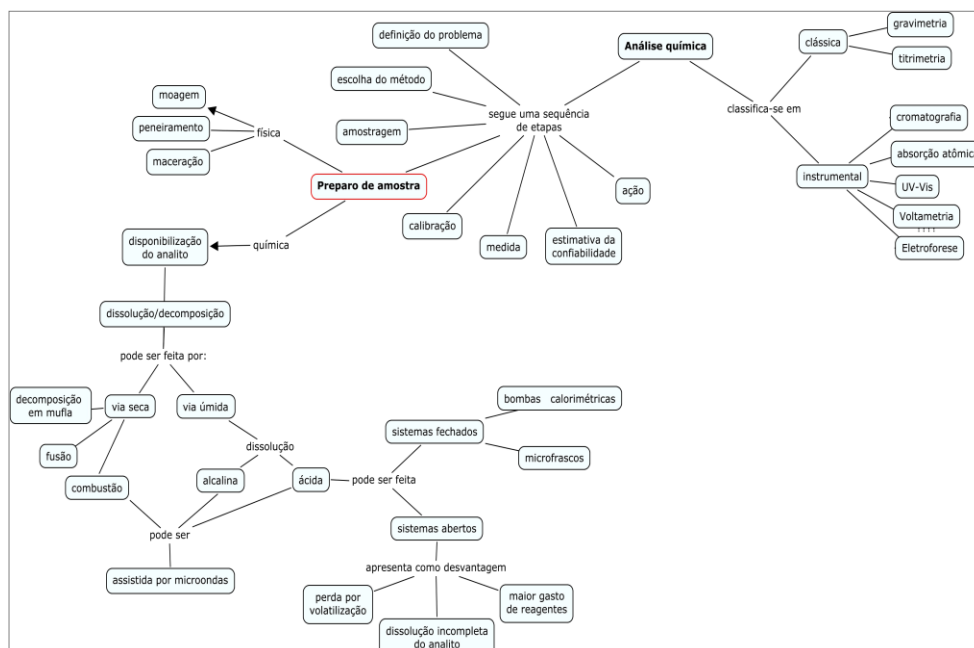 gravimetria
definição do problema
Análise química
clássica
titrimetria
escolha do método
moagem
classifica-se em
segue uma sequência
de etapas
cromatografia
peneiramento
física
amostragem
absorção atômica
maceração
instrumental
Preparo de amostra
ação
UV-Vis
calibração
Voltametria
disponibilização
do analito
química
medida
estimativa da
confiabilidade
Eletroforese
dissolução/decomposição
pode ser feita por:
decomposição
em mufla
via seca
via úmida
bombas calorimétricas
sistemas fechados
dissolução
fusão
microfrascos
combustão
alcalina
ácida
pode ser feita
pode ser
sistemas abertos
apresenta como desvantagem
assistida por microondas
perda por
volatilização
maior gasto
de reagentes
dissolução incompleta
do analito